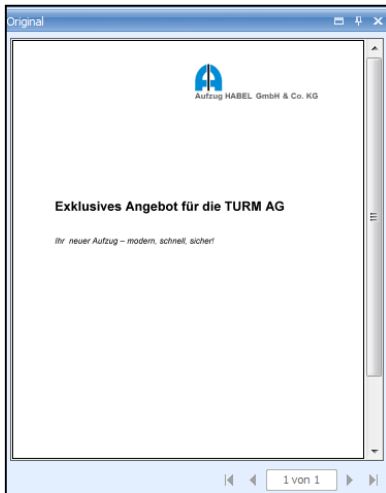 Original
Aufzug HABEL GmbH & Co. KG
Exklusives Angebot für die TURM AG
Ihr neuer Aufzug – modern, schnell, sicher!
1 von 1